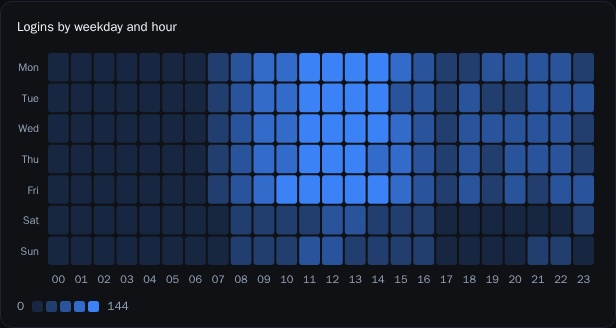 Logins by weekday and hour
Mon
Tue
Wed
Thu
Fri
Sat
Sun
00 01 02 03 04 05 06 07 08 09 10 11 12 13 14 15 16 17 18 19 20 21 22 23
0 144